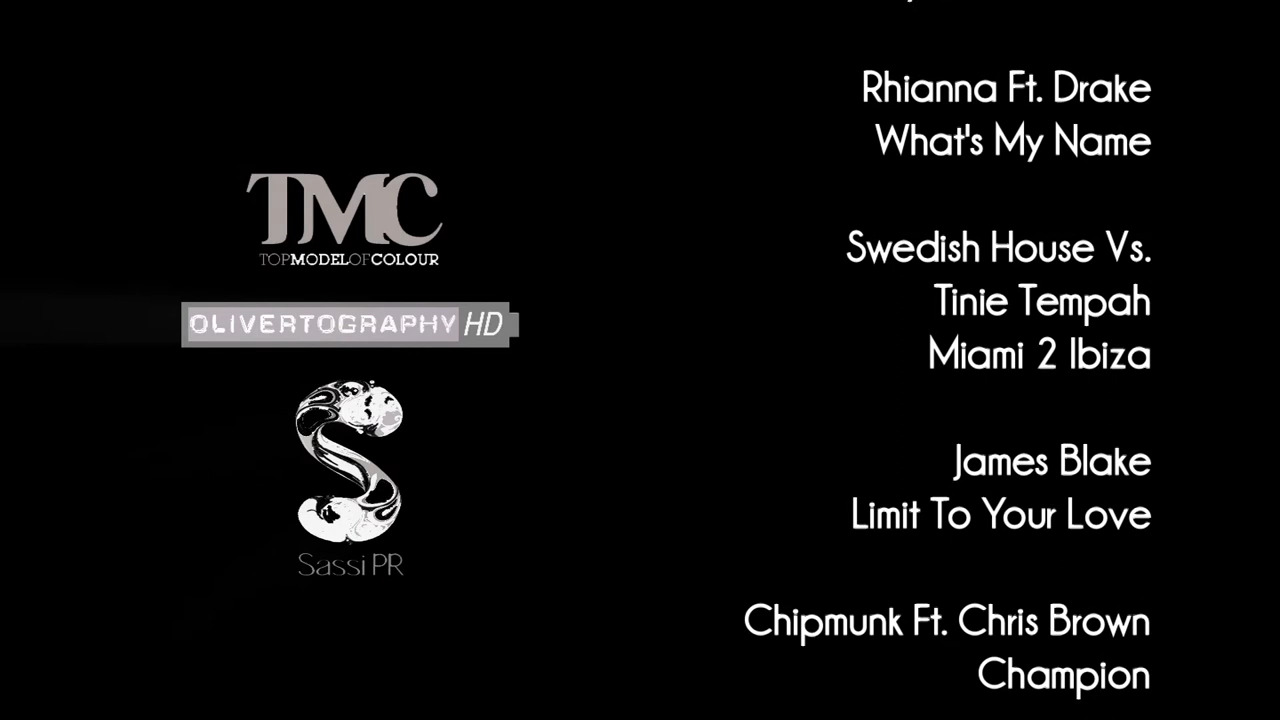 TMC
TOPMODELOFCOLOUR
OLIVERTOGRAPHY HD
Sassi PR
Rhianna Ft. Drake
What's My Name
Swedish House Vs.
Tinie Tempah
Miami 2 Ibiza
James Blake
Limit To Your Love
Chipmunk Ft. Chris Brown
Champion